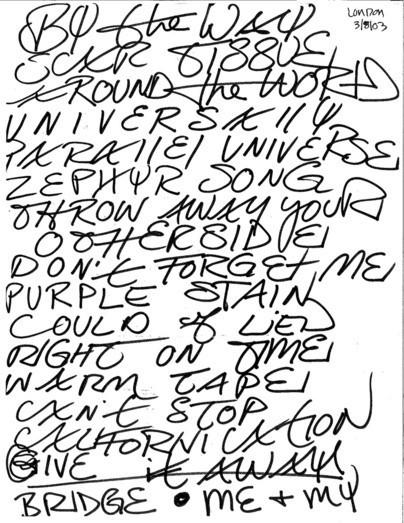 LONDON
3/8/03
BY the WAY
SCAR TISSUE
AROUND the WORLD
UNIVERSALLY
PARALLEL UNIVERSE
ZEPHYR SONG
THROW AWAY YOUR
OTHERSIDE
DON't FORGEt ME
PURPLE STAIN
COULD of LIED
RIGHT ON TIME
WARM TAPE
CAN't STOP
CALIFORNICATION
GIVE it AWAY
BRIDGE • ME + MY